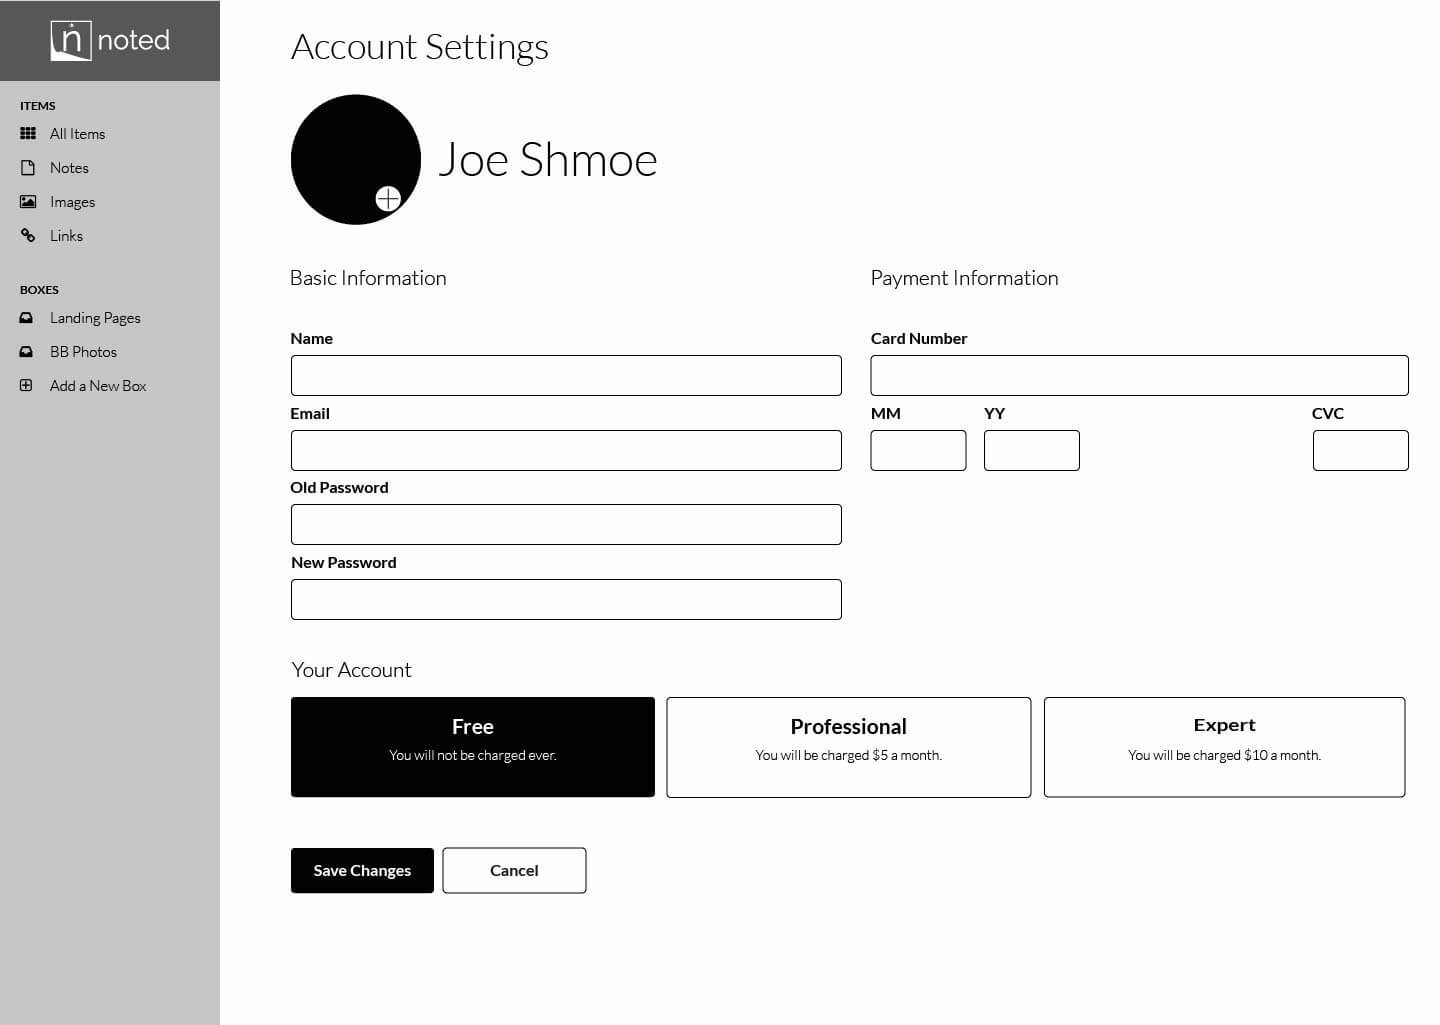 noted
ITEMS
All Items
Notes
Images
Links
BOXES
Landing Pages
BB Photos
Add a New Box
Account Settings
Joe Shmoe
Basic Information
Name
Email
Old Password
New Password
Payment Information
Card Number
MM YY CVC
Your Account
Free
You will not be charged ever.
Professional
You will be charged $5 a month.
Expert
You will be charged $10 a month.
Save Changes
Cancel